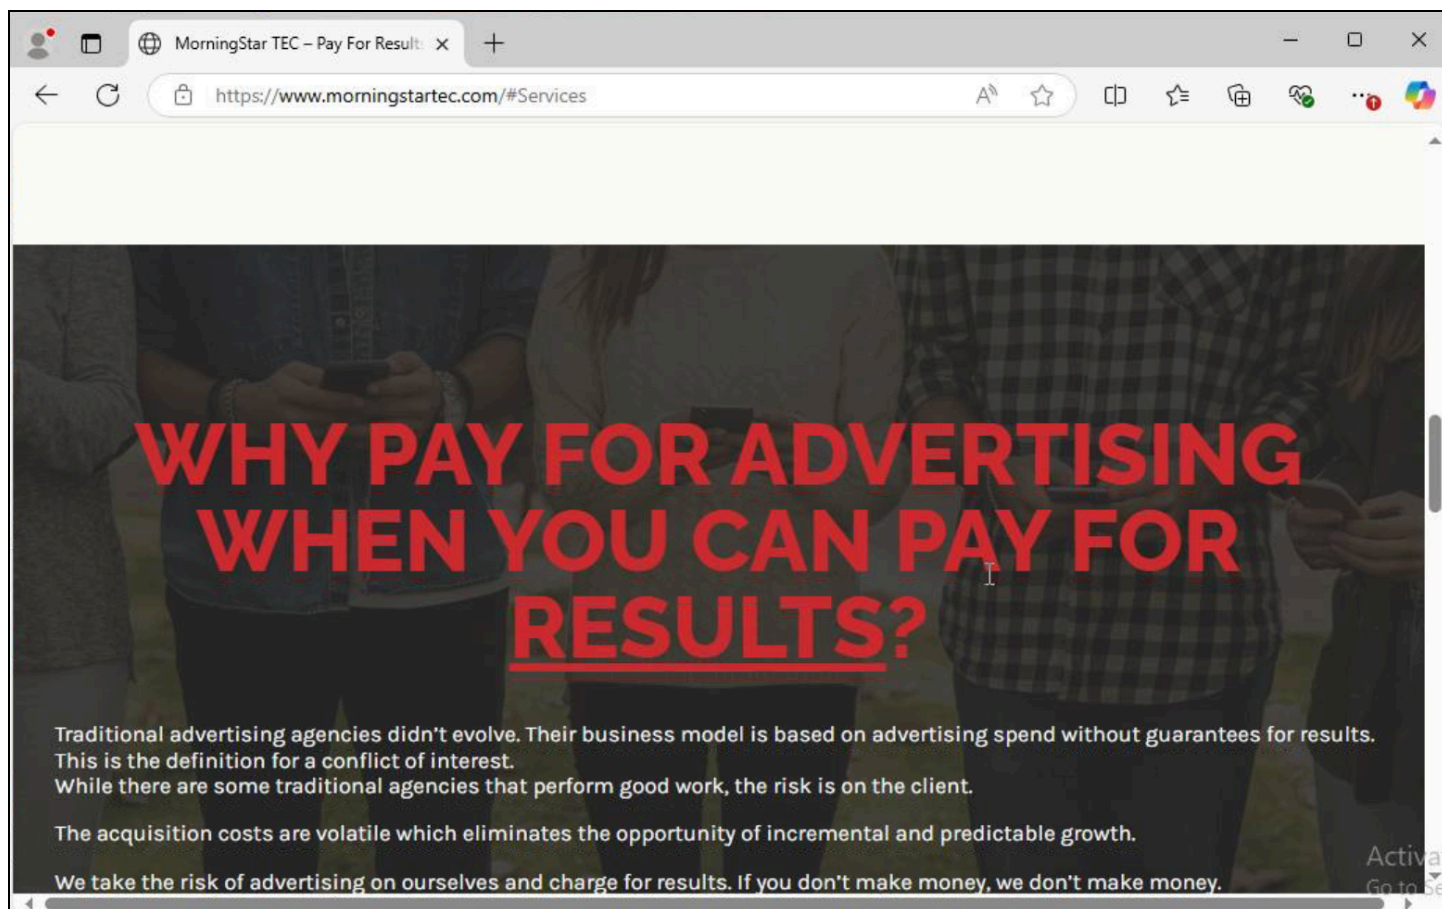 MorningStar TEC – Pay For Result
https://www.morningstartec.com/#Services
WHY PAY FOR ADVERTISING
WHEN YOU CAN PAY FOR
RESULTS?
Traditional advertising agencies didn't evolve. Their business model is based on advertising spend without guarantees for results.
This is the definition for a conflict of interest.
While there are some traditional agencies that perform good work, the risk is on the client.
The acquisition costs are volatile which eliminates the opportunity of incremental and predictable growth.
We take the risk of advertising on ourselves and charge for results. If you don't make money, we don't make money.
Activa
Go to Se